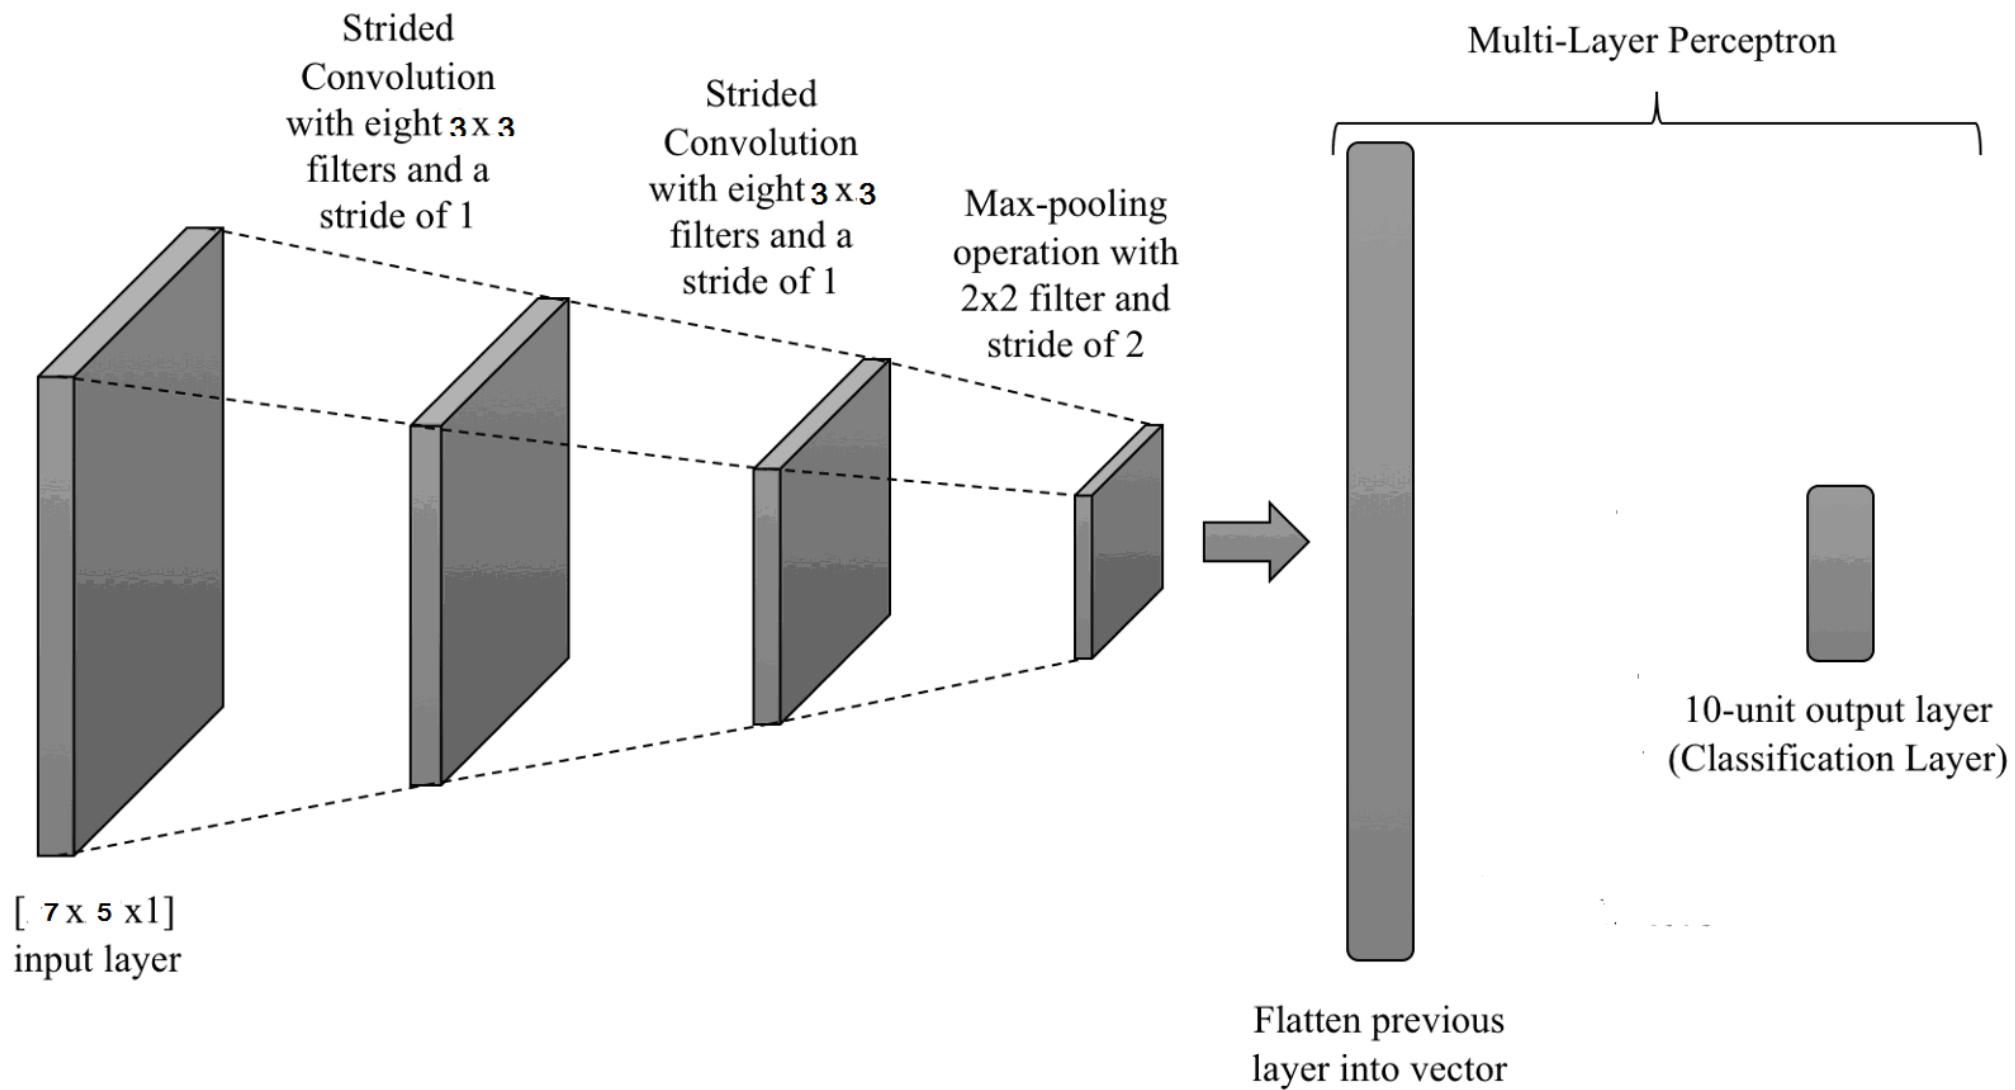 Strided
Convolution
with eight 3 x 3
filters and a
stride of 1
Strided
Convolution
with eight 3 x 3
filters and a
stride of 1
Max-pooling
operation with
2x2 filter and
stride of 2
Multi-Layer Perceptron
[ 7 x 5 x1]
input layer
10-unit output layer
(Classification Layer)
Flatten previous
layer into vector